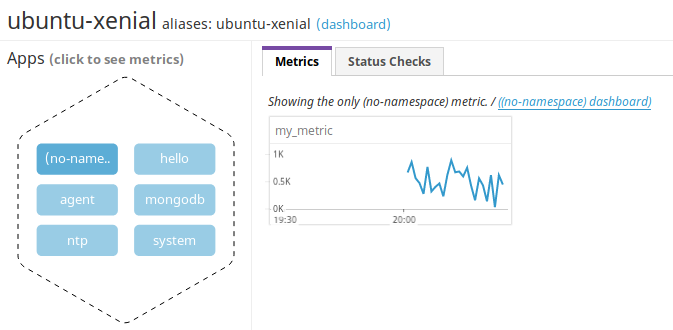 ubuntu-xenial aliases: ubuntu-xenial (dashboard)
Apps (click to see metrics)
(no-name..
hello
agent
mongodb
ntp
system
Metrics
Status Checks
Showing the only (no-namespace) metric. / ((no-namespace) dashboard)
my_metric
1K
0.5K
0K
19:30
20:00